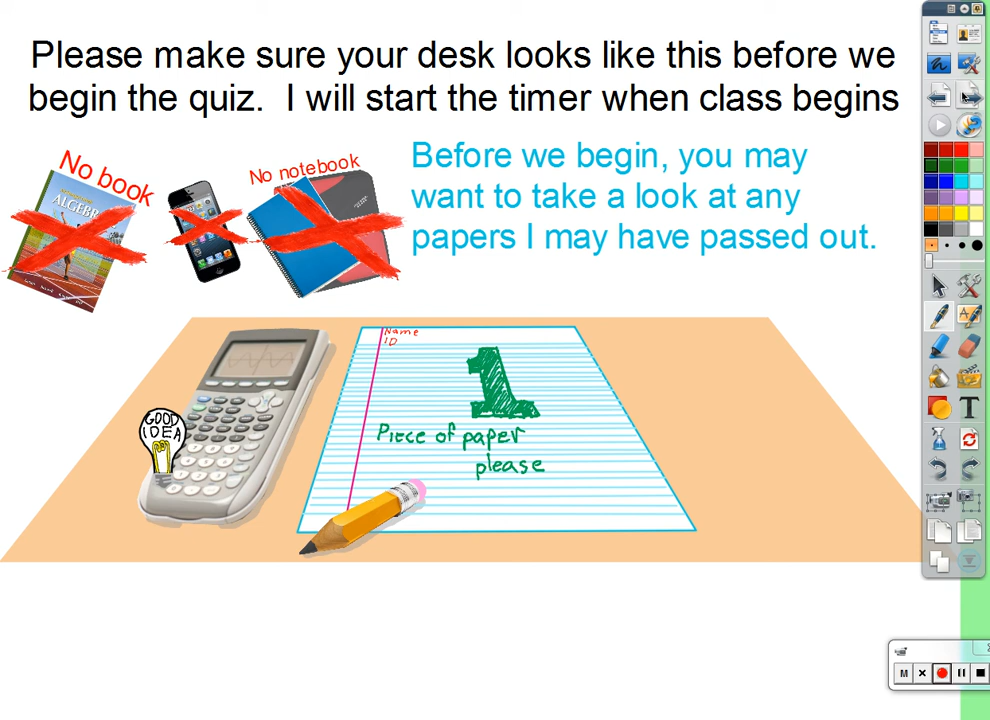 Please make sure your desk looks like this before we
begin the quiz.  I will start the timer when class begins
No book
No notebook
Before we begin, you may
want to take a look at any
papers I may have passed out.
ALGEBRA
Name
ID
1
GOOD
IDEA
Piece of paper
please
T
M